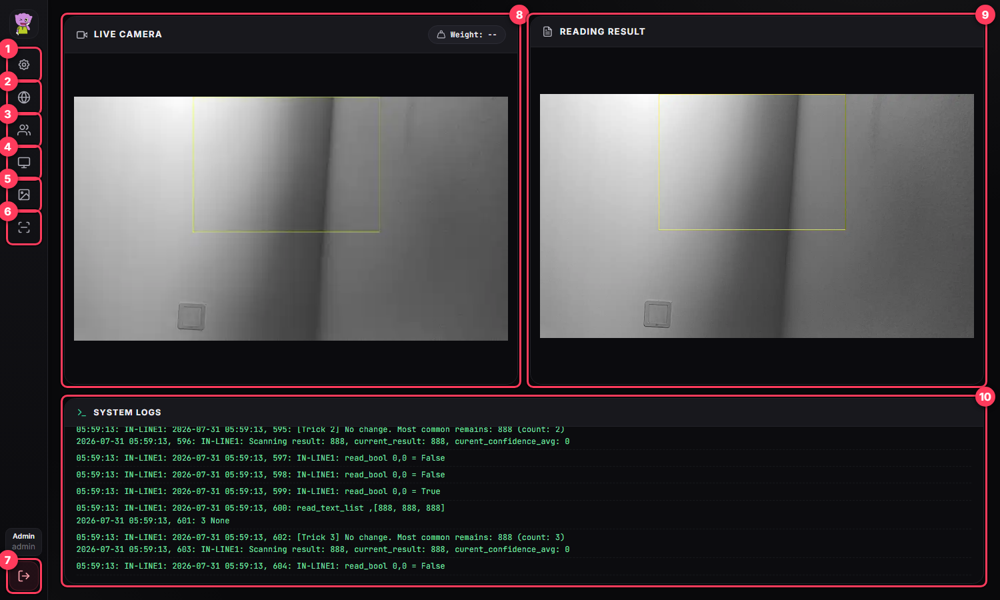 1
2
3
4
5
6
Admin
admin
7
LIVE CAMERA
Weight: --
8
READING RESULT
9
SYSTEM LOGS
10
05:59:13: IN-LINE1: 2026-07-31 05:59:13, 595: [Trick 2] No change. Most common remains: 888 (count: 2)
2026-07-31 05:59:13, 596: IN-LINE1: Scanning result: 888, current_result: 888, curent_confidence_avg: 0
05:59:13: IN-LINE1: 2026-07-31 05:59:13, 597: IN-LINE1: read_bool 0,0 = False
05:59:13: IN-LINE1: 2026-07-31 05:59:13, 598: IN-LINE1: read_bool 0,0 = False
05:59:13: IN-LINE1: 2026-07-31 05:59:13, 599: IN-LINE1: read_bool 0,0 = True
05:59:13: IN-LINE1: 2026-07-31 05:59:13, 600: read_text_list ,[888, 888, 888]
2026-07-31 05:59:13, 601: 3 None
05:59:13: IN-LINE1: 2026-07-31 05:59:13, 602: [Trick 3] No change. Most common remains: 888 (count: 3)
2026-07-31 05:59:13, 603: IN-LINE1: Scanning result: 888, current_result: 888, curent_confidence_avg: 0
05:59:13: IN-LINE1: 2026-07-31 05:59:13, 604: IN-LINE1: read_bool 0,0 = False